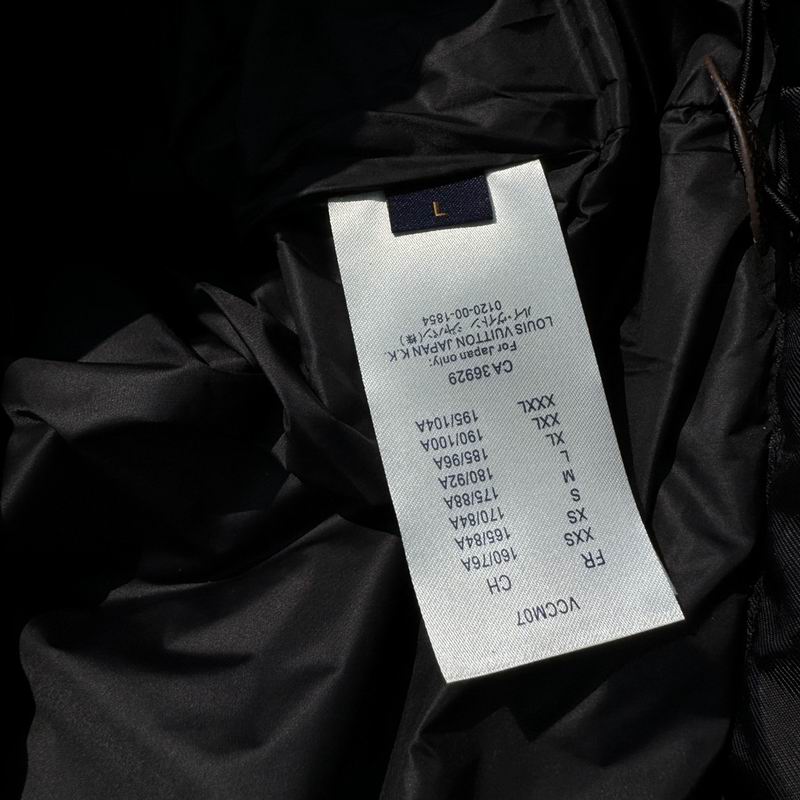 VCCM07
FR CH
XXS 160/76A
XS 165/84A
S 170/84A
M 175/88A
L 180/92A
XL 185/96A
XXL 190/100A
XXXL 195/104A
CA 36929
For Japan only:
LOUIS VUITTON JAPAN K.K.
ルイ・ヴィトン ジャパン(株)
0120-00-1854
L